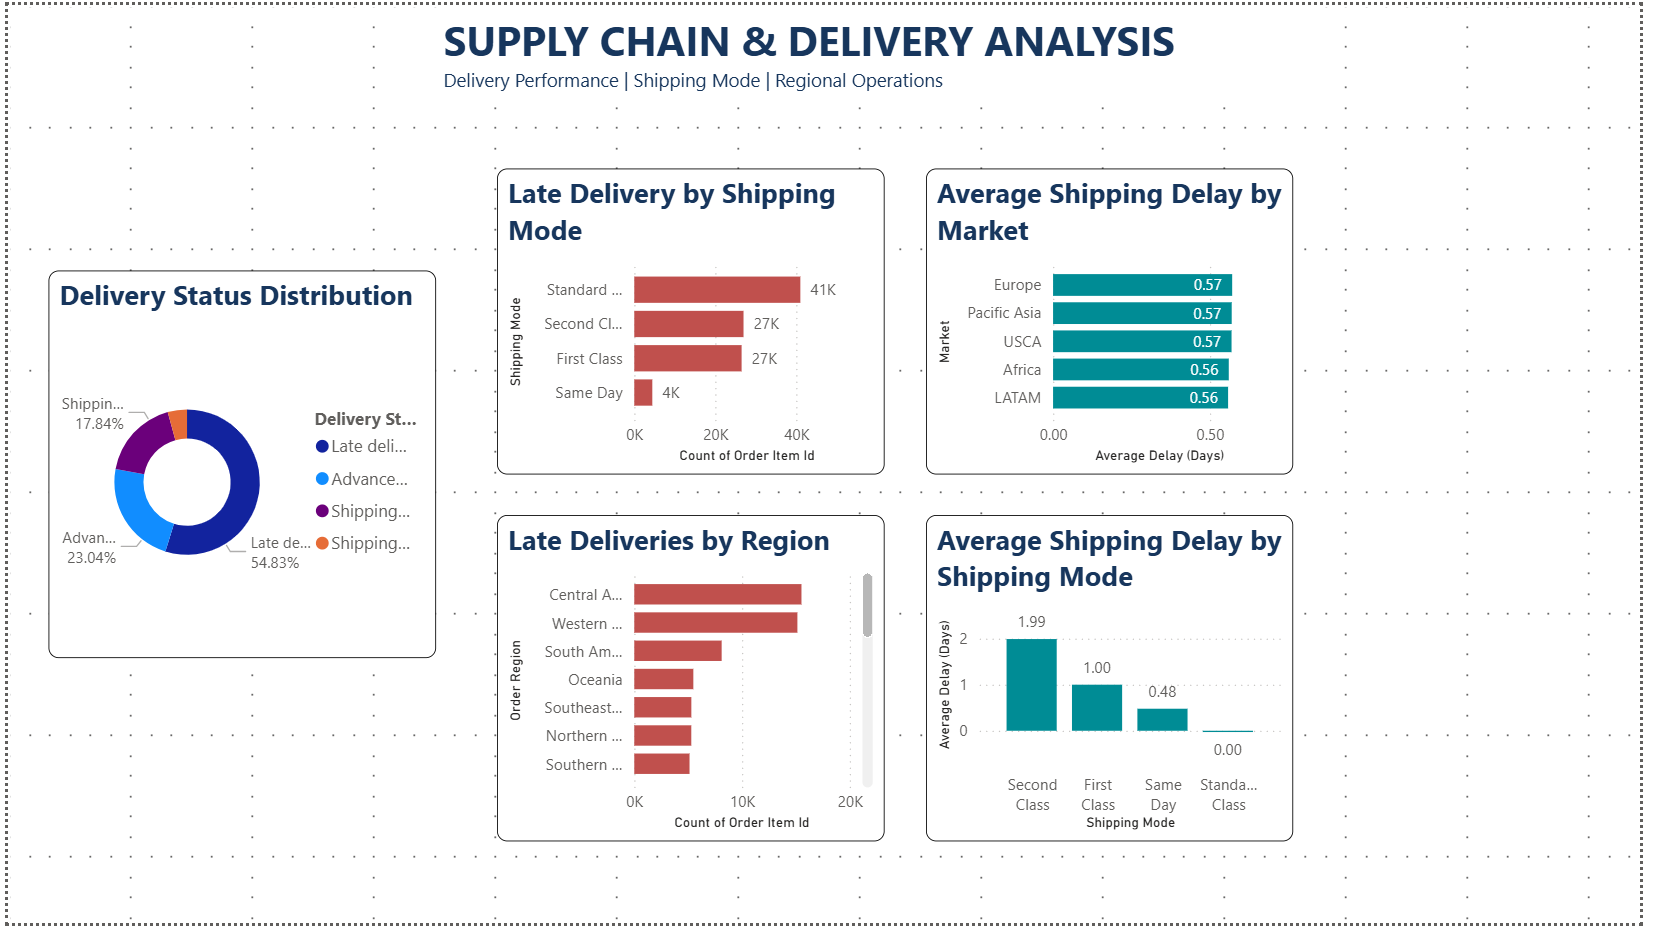 SUPPLY CHAIN & DELIVERY ANALYSIS
Delivery Performance | Shipping Mode | Regional Operations
Delivery Status Distribution
Shippin...
17.84%
Advan...
23.04%
Late de...
54.83%
Delivery St...
Late deli...
Advance...
Shipping...
Shipping...
Late Delivery by Shipping
Mode
Shipping Mode
Standard ... 41K
Second Cl... 27K
First Class 27K
Same Day 4K
0K 20K 40K
Count of Order Item Id
Average Shipping Delay by
Market
Market
Europe 0.57
Pacific Asia 0.57
USCA 0.57
Africa 0.56
LATAM 0.56
0.00 0.50
Average Delay (Days)
Late Deliveries by Region
Order Region
Central A...
Western ...
South Am...
Oceania
Southeast...
Northern ...
Southern ...
0K 10K 20K
Count of Order Item Id
Average Shipping Delay by
Shipping Mode
Average Delay (Days)
2
1
0
1.99
1.00
0.48
0.00
Second
Class
First
Class
Same
Day
Standa...
Class
Shipping Mode